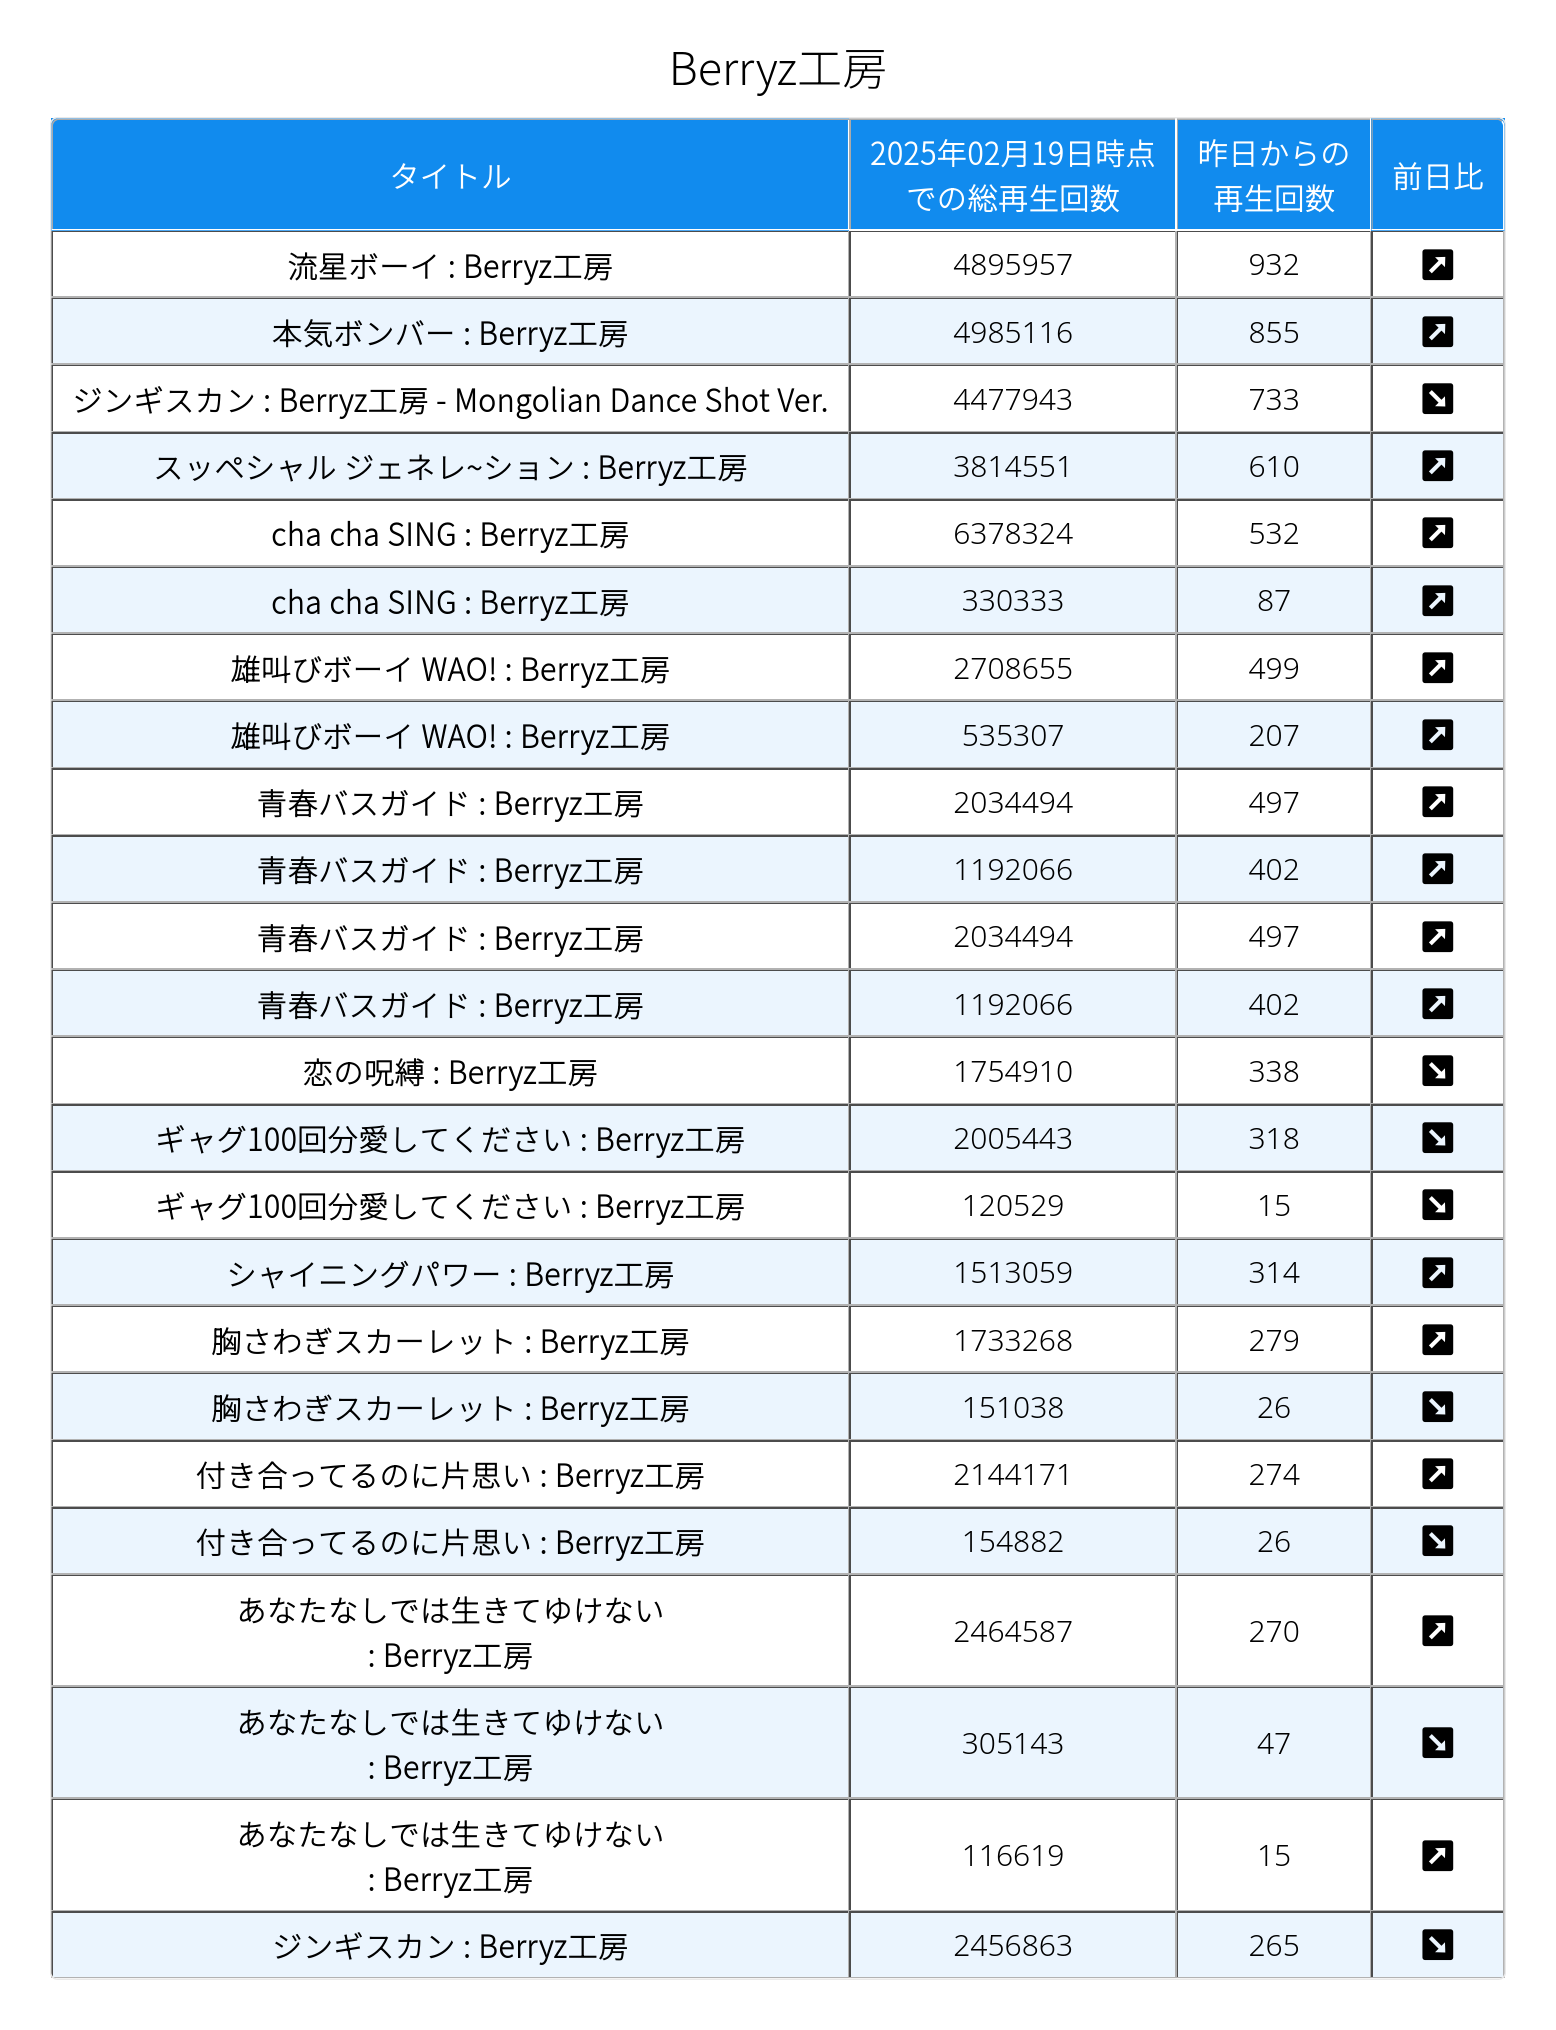 Berryz工房
タイトル 2025年02月19日時点 での総再生回数 昨日からの 再生回数 前日比
流星ボーイ : Berryz工房 4895957 932
本気ボンバー : Berryz工房 4985116 855
ジンギスカン : Berryz工房 - Mongolian Dance Shot Ver. 4477943 733
スッペシャル ジェネレ~ション : Berryz工房 3814551 610
cha cha SING : Berryz工房 6378324 532
cha cha SING : Berryz工房 330333 87
雄叫びボーイ WAO! : Berryz工房 2708655 499
雄叫びボーイ WAO! : Berryz工房 535307 207
青春バスガイド : Berryz工房 2034494 497
青春バスガイド : Berryz工房 1192066 402
青春バスガイド : Berryz工房 2034494 497
青春バスガイド : Berryz工房 1192066 402
恋の呪縛 : Berryz工房 1754910 338
ギャグ100回分愛してください : Berryz工房 2005443 318
ギャグ100回分愛してください : Berryz工房 120529 15
シャイニングパワー : Berryz工房 1513059 314
胸さわぎスカーレット : Berryz工房 1733268 279
胸さわぎスカーレット : Berryz工房 151038 26
付き合ってるのに片思い : Berryz工房 2144171 274
付き合ってるのに片思い : Berryz工房 154882 26
あなたなしでは生きてゆけない
: Berryz工房 2464587 270
あなたなしでは生きてゆけない
: Berryz工房 305143 47
あなたなしでは生きてゆけない
: Berryz工房 116619 15
ジンギスカン : Berryz工房 2456863 265